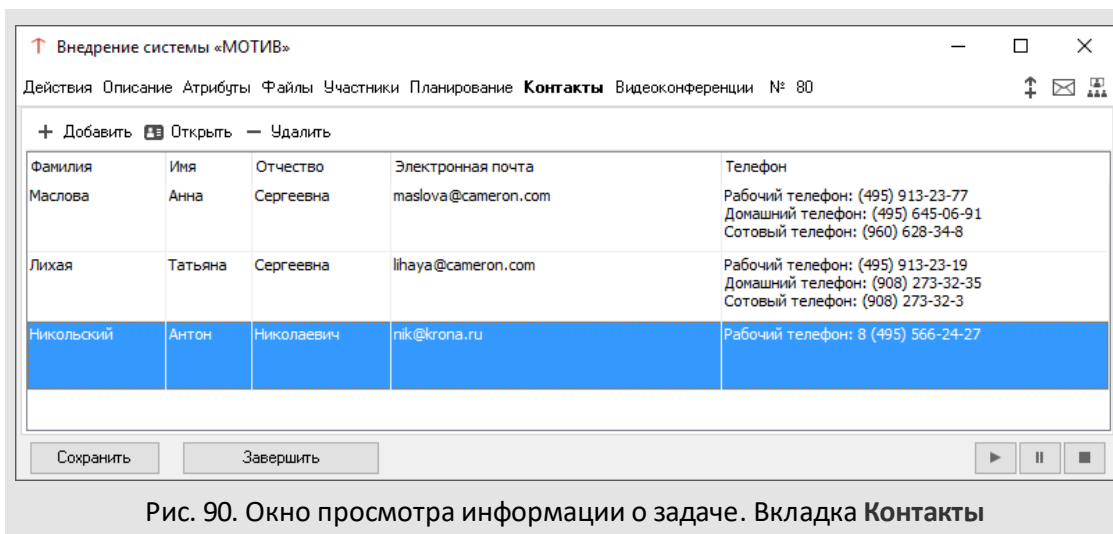 Внедрение системы «МОТИВ»
Действия Описание Атрибуты Файлы Участники Планирование Контакты Видеоконференции № 80
+ Добавить Открыть — Удалить
Фамилия Имя Отчество Электронная почта Телефон
Маслова Анна Сергеевна maslova@cameron.com Рабочий телефон: (495) 913-23-77
Домашний телефон: (495) 645-06-91
Сотовый телефон: (960) 628-34-8
Лихая Татьяна Сергеевна lihaya@cameron.com Рабочий телефон: (495) 913-23-19
Домашний телефон: (908) 273-32-35
Сотовый телефон: (908) 273-32-3
Никольский Антон Николаевич nik@krona.ru Рабочий телефон: 8 (495) 566-24-27
Сохранить Завершить
Рис. 90. Окно просмотра информации о задаче. Вкладка Контакты